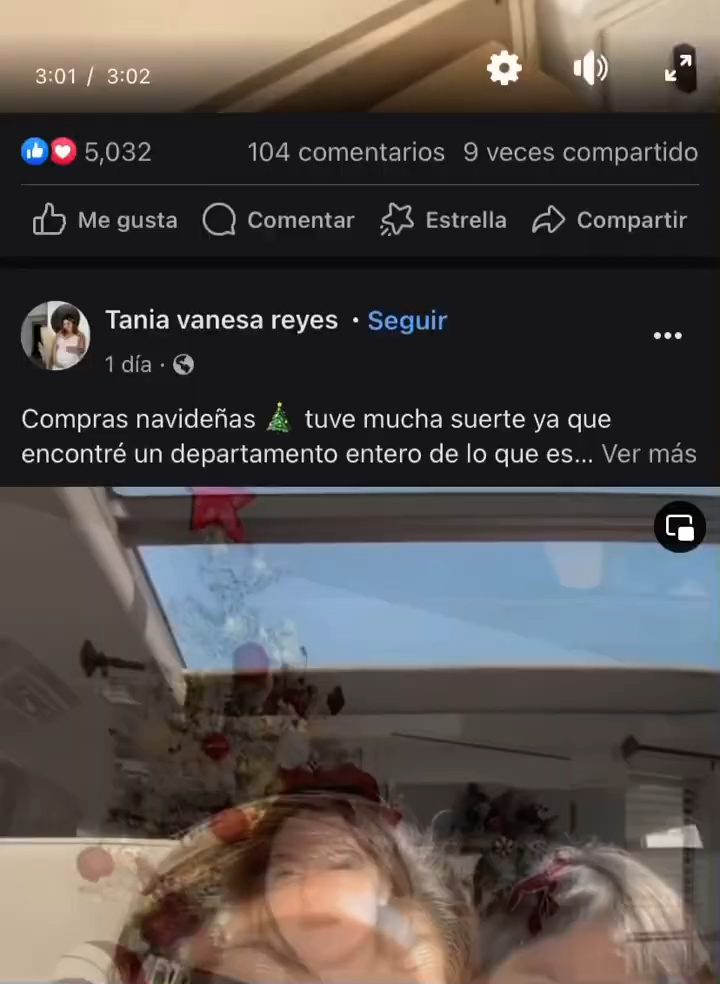 3:01 / 3:02
5,032 104 comentarios 9 veces compartido
Me gusta Comentar Estrella Compartir
Tania vanesa reyes · Seguir
1 día ·
Compras navideñas 🎄 tuve mucha suerte ya que
encontré un departamento entero de lo que es... Ver más